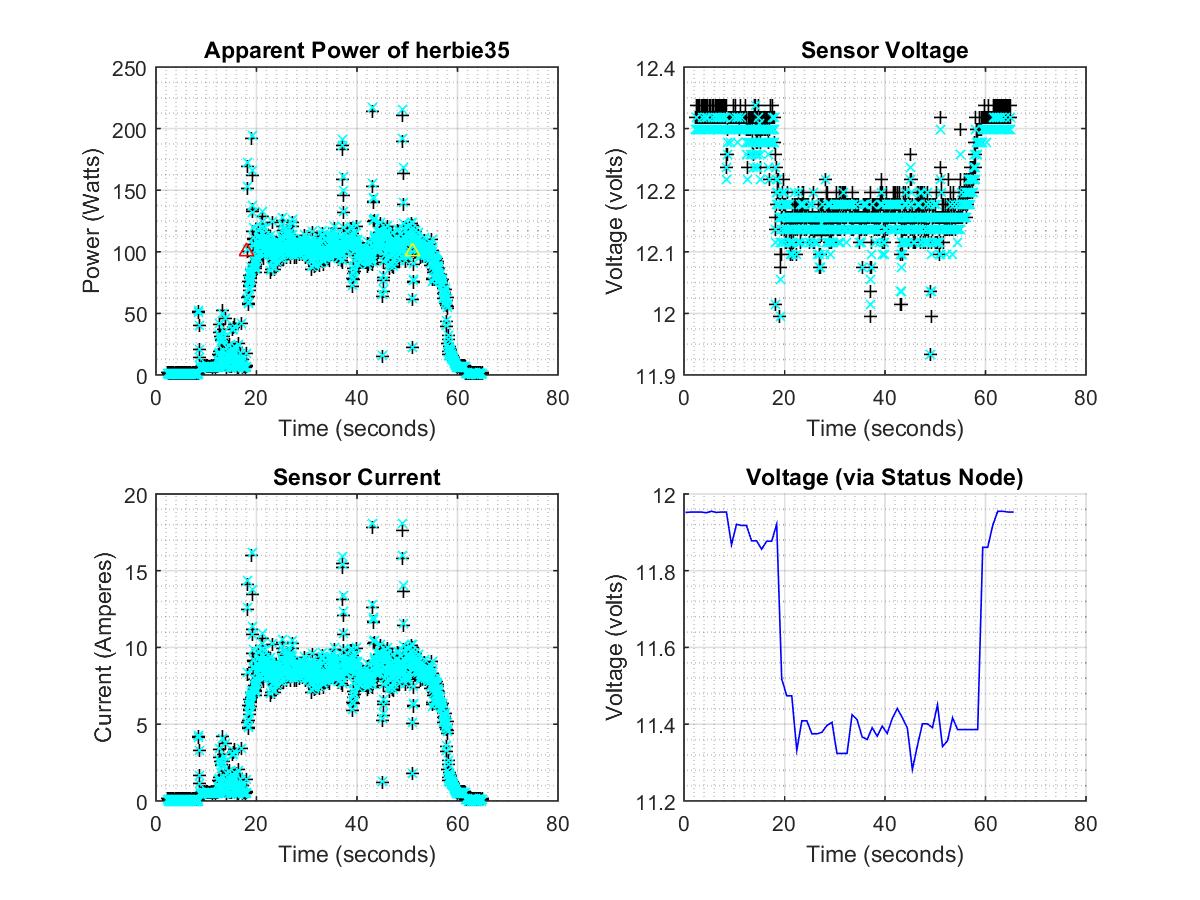 Apparent Power of herbie35
250
200
150
100
50
0
Power (Watts)
0 20 40 60 80
Time (seconds)
Sensor Voltage
12.4
12.3
12.2
12.1
12
11.9
Voltage (volts)
0 20 40 60 80
Time (seconds)
Sensor Current
20
15
10
5
0
Current (Amperes)
0 20 40 60 80
Time (seconds)
Voltage (via Status Node)
12
11.8
11.6
11.4
11.2
Voltage (volts)
0 20 40 60 80
Time (seconds)